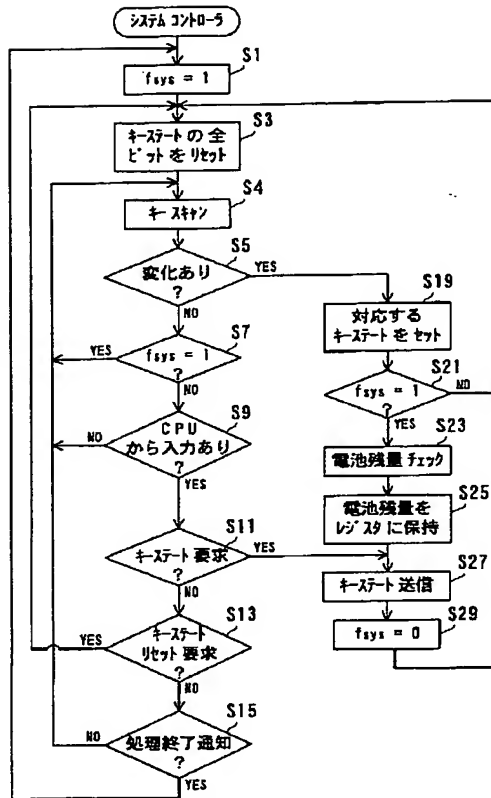 システム コントローラ
S1
fsys = 1
S3
キーステート の 全
ビット を リセット
S4
キースキャン
S5
変化あり
?
YES
NO
S7
fsys = 1
?
YES
NO
S9
CPU
から入力あり
?
NO
YES
S11
キーステート 要求
?
YES
NO
S13
キーステート
リセット 要求
?
YES
NO
S15
処理終了通知
?
NO
YES
S19
対応する
キーステート を セット
S21
fsys = 1
?
NO
YES
S23
電池残量 チェック
S25
電池残量を
レジスタ に保持
S27
キーステート 送信
S29
fsys = 0